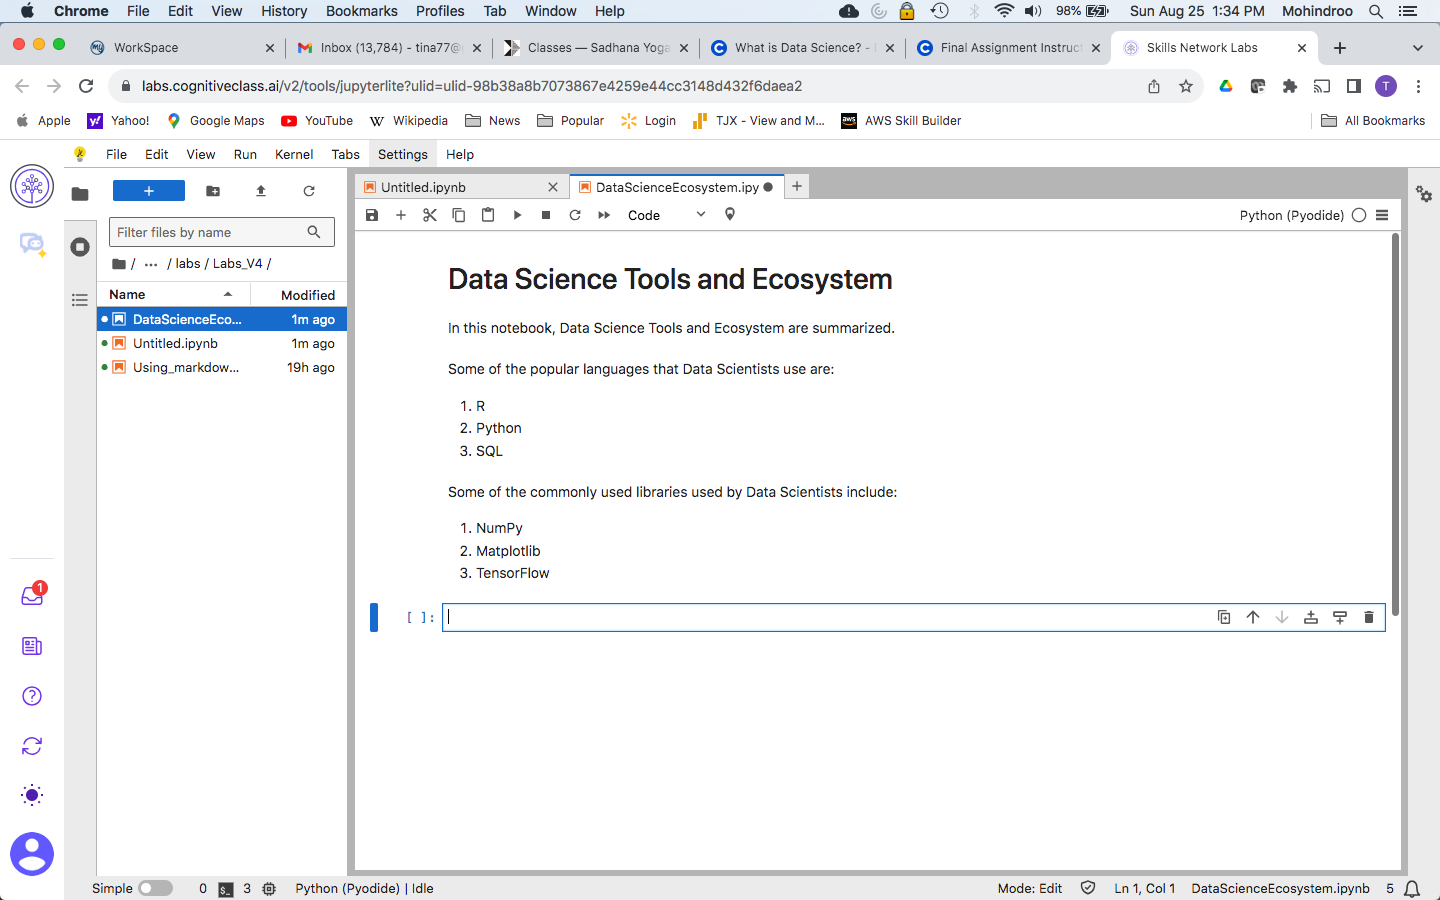 Chrome File Edit View History Bookmarks Profiles Tab Window Help 98% Sun Aug 25 1:34 PM Mohindroo
WorkSpace Inbox (13,784) - tina77@ Classes — Sadhana Yoga What is Data Science? - Final Assignment Instruct Skills Network Labs
labs.cognitiveclass.ai/v2/tools/jupyterlite?ulid=ulid-98b38a8b7073867e4259e44cc3148d432f6daea2 T
Apple Yahoo! Google Maps YouTube W Wikipedia News Popular Login TJX - View and M... aws AWS Skill Builder All Bookmarks
File Edit View Run Kernel Tabs Settings Help
Untitled.ipynb DataScienceEcosystem.ipy
Code Python (Pyodide)
Filter files by name
/ ... / labs / Labs_V4 /
Name Modified
DataScienceEco... 1m ago
Untitled.ipynb 1m ago
Using_markdow... 19h ago
Data Science Tools and Ecosystem
In this notebook, Data Science Tools and Ecosystem are summarized.
Some of the popular languages that Data Scientists use are:
1. R
2. Python
3. SQL
Some of the commonly used libraries used by Data Scientists include:
1. NumPy
2. Matplotlib
3. TensorFlow
[ ]:
1
Simple 0 $_ 3 Python (Pyodide) | Idle Mode: Edit Ln 1, Col 1 DataScienceEcosystem.ipynb 5